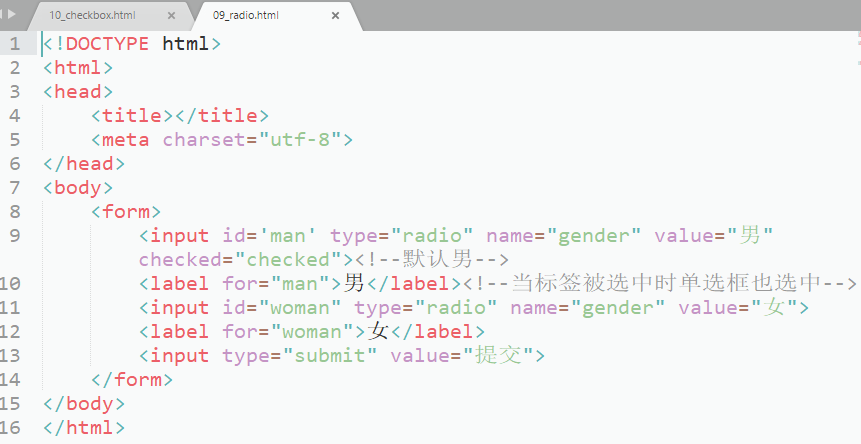 10_checkbox.html × 09_radio.html ×
1 <!DOCTYPE html>
2 <html>
3 <head>
4 <title></title>
5 <meta charset="utf-8">
6 </head>
7 <body>
8 <form>
9 <input id='man' type="radio" name="gender" value="男"
checked="checked"><!--默认男-->
10 <label for="man">男</label><!--当标签被选中时单选框也选中-->
11 <input id="woman" type="radio" name="gender" value="女">
12 <label for="woman">女</label>
13 <input type="submit" value="提交">
14 </form>
15 </body>
16 </html>